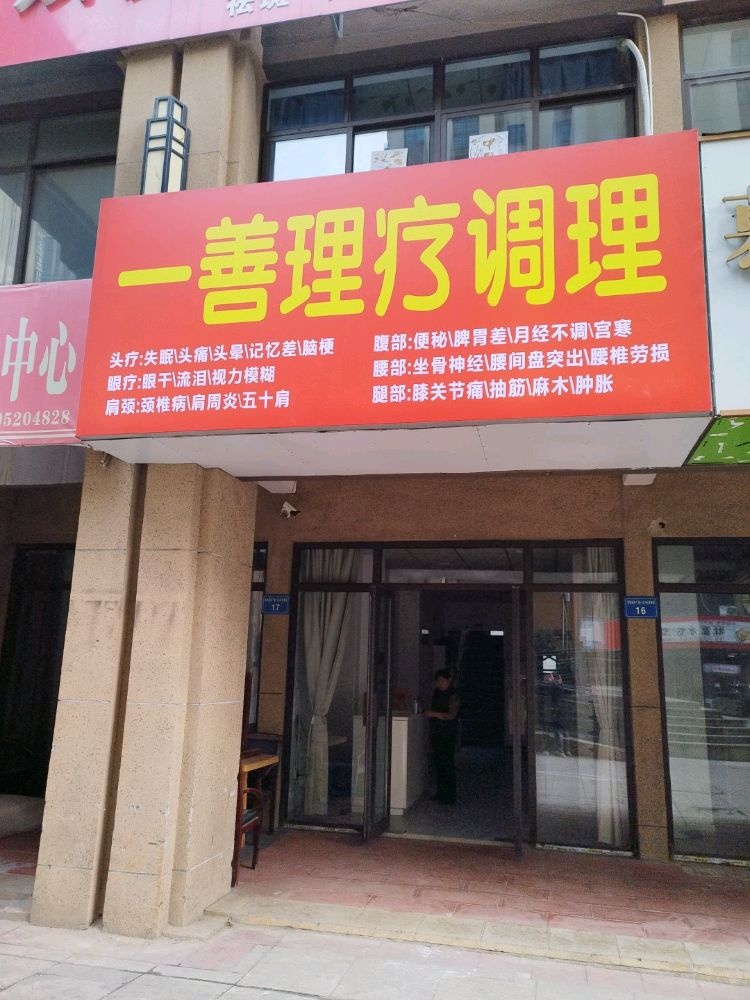 祛斑
一善理疗调理
头疗:失眠\头痛\头晕\记忆差\脑梗
眼疗:眼干\流泪\视力模糊
肩颈:颈椎病\肩周炎\五十肩
腹部:便秘\脾胃差\月经不调\宫寒
腰部:坐骨神经\腰间盘突出\腰椎劳损
腿部:膝关节痛\抽筋\麻木\肿胀
中心
05204828
17
16